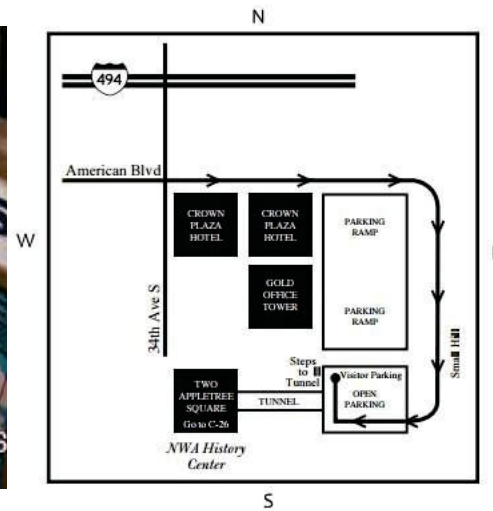 N
494
American Blvd
CROWN
PLAZA
HOTEL
CROWN
PLAZA
HOTEL
PARKING
RAMP
W
GOLD
OFFICE
TOWER
PARKING
RAMP
34th Ave S
Small Hill
Steps
to
Tunnel
Visitor Parking
TWO
APPLETREE
SQUARE
Go to C-26
TUNNEL
OPEN
PARKING
NWA History
Center
S